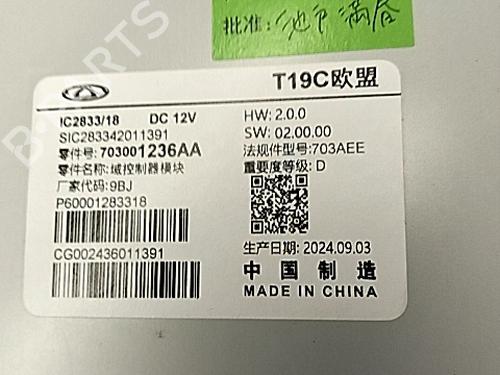 批准:
T19C欧盟
IC2833/18 DC 12V
SIC283342011391
零件号: 703001236AA
零件名称: 域控制器模块
厂家代码: 9BJ
P60001283318
CG002436011391
HW: 2.0.0
SW: 02.00.00
法规件型号: 703AEE
重要度等级: D
生产日期: 2024.09.03
中国制造
MADE IN CHINA
B-PARTS